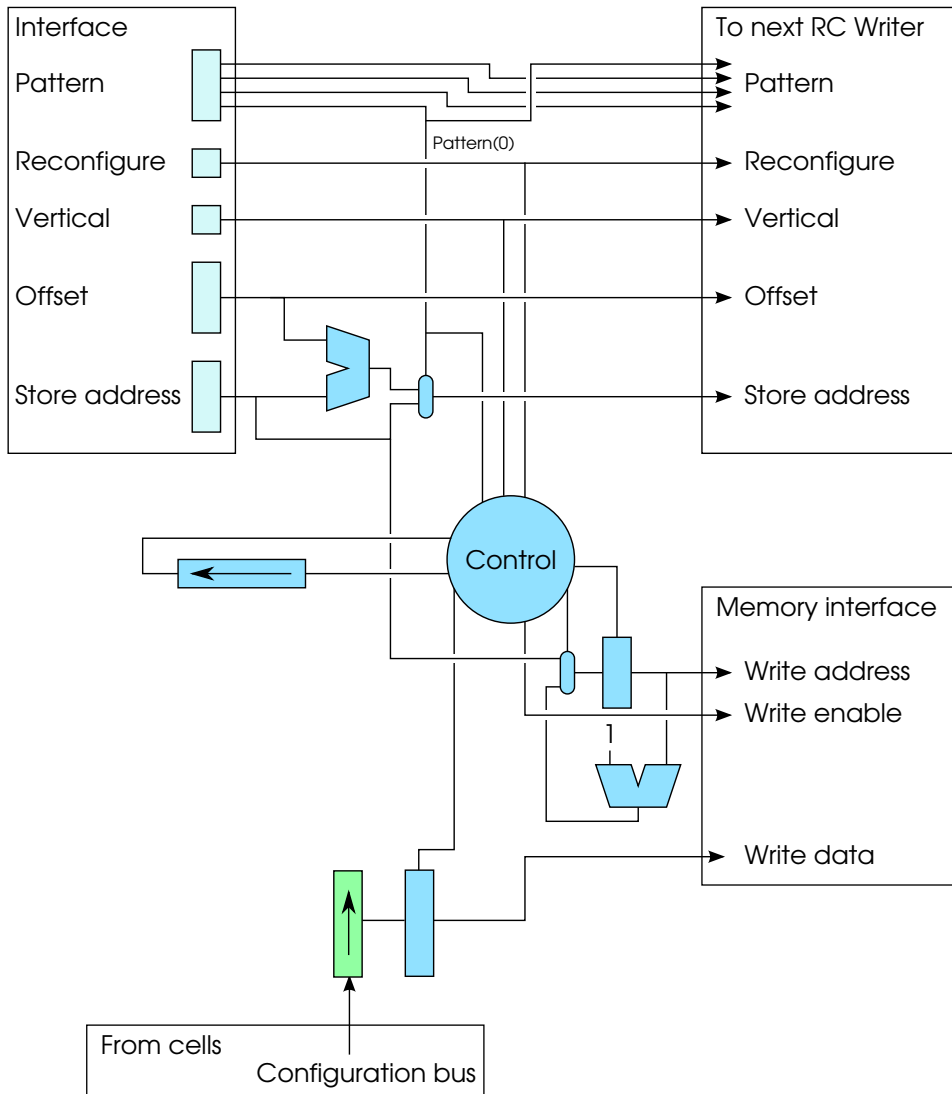 Interface
To next RC Writer
Pattern
Pattern
Pattern(0)
Reconfigure
Reconfigure
Vertical
Vertical
Offset
Offset
Store address
Store address
Control
Memory interface
Write address
Write enable
1
Write data
From cells
Configuration bus